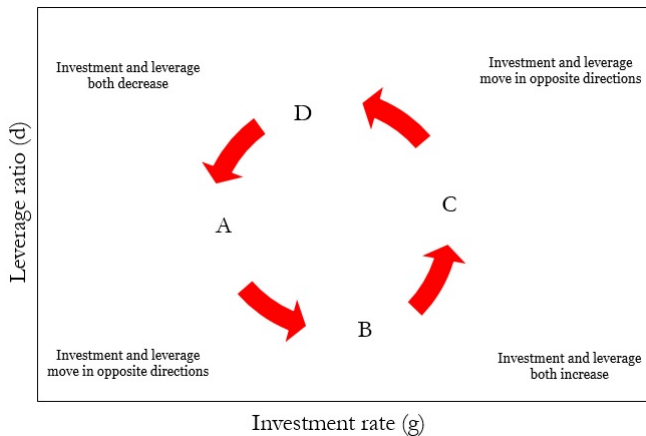 Investment and leverage
both decrease
Investment and leverage
move in opposite directions
D
C
A
B
Investment and leverage
move in opposite directions
Investment and leverage
both increase
Leverage ratio (d)
Investment rate (g)